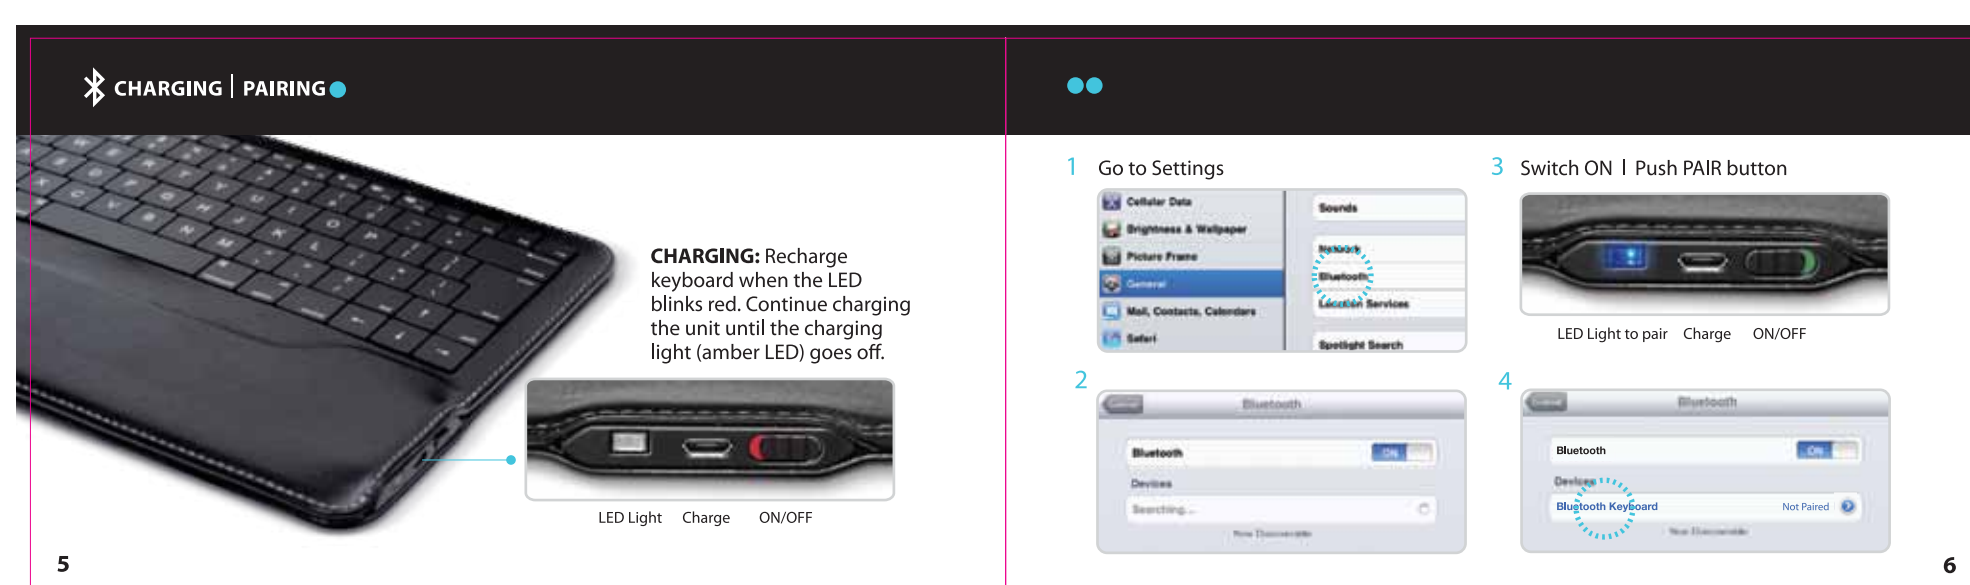 CHARGING | PAIRING
CHARGING: Recharge
keyboard when the LED
blinks red. Continue charging
the unit until the charging
light (amber LED) goes off.
LED Light Charge ON/OFF
5
1 Go to Settings
Cellular Data
Brightness & Wallpaper
Picture Frame
General
Mail, Contacts, Calendars
Safari
Sounds
Network
Bluetooth
Location Services
Spotlight Search
2
Bluetooth
Bluetooth ON
Devices
Searching...
Now Discoverable
3 Switch ON | Push PAIR button
LED Light to pair Charge ON/OFF
4
Bluetooth
Bluetooth ON
Devices
Bluetooth Keyboard Not Paired
Now Discoverable
6